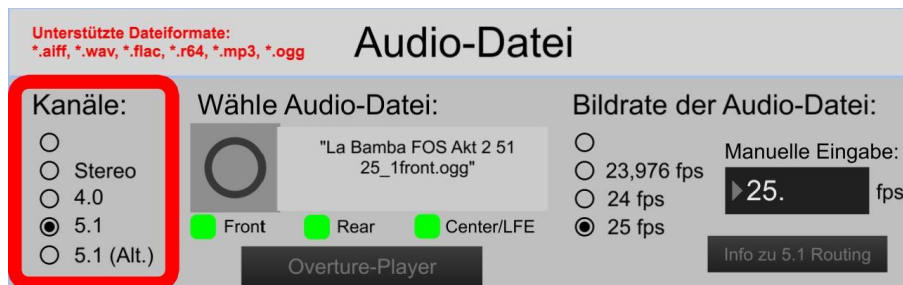 Unterstützte Dateiformate:
*.aiff, *.wav, *.flac, *.r64, *.mp3, *.ogg
Audio-Datei
Kanäle:
Stereo
4.0
5.1
5.1 (Alt.)
Wähle Audio-Datei:
"La Bamba FOS Akt 2 51
25_1front.ogg"
Front
Rear
Center/LFE
Overture-Player
Bildrate der Audio-Datei:
23,976 fps
24 fps
25 fps
Manuelle Eingabe:
25.
fps
Info zu 5.1 Routing